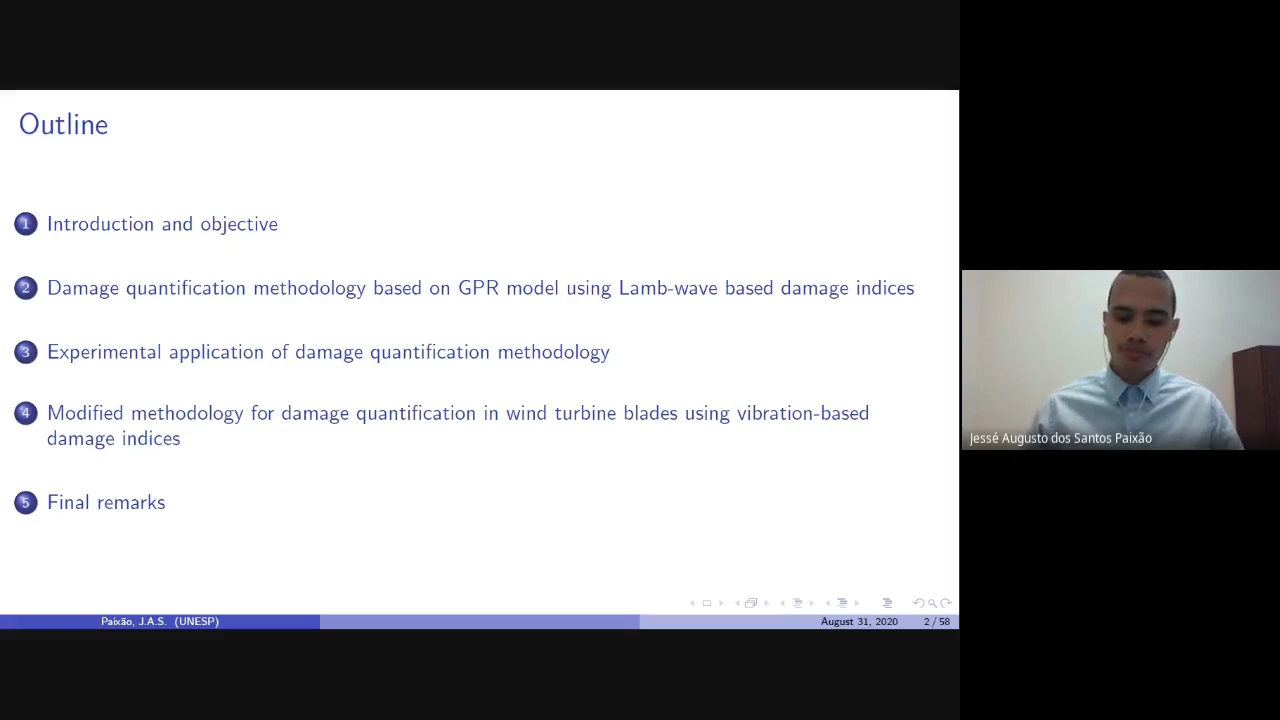 Outline
1 Introduction and objective
2 Damage quantification methodology based on GPR model using Lamb-wave based damage indices
3 Experimental application of damage quantification methodology
4 Modified methodology for damage quantification in wind turbine blades using vibration-based
damage indices
5 Final remarks
Paixão, J.A.S. (UNESP)
August 31, 2020 2 / 58
Jessé Augusto dos Santos Paixão